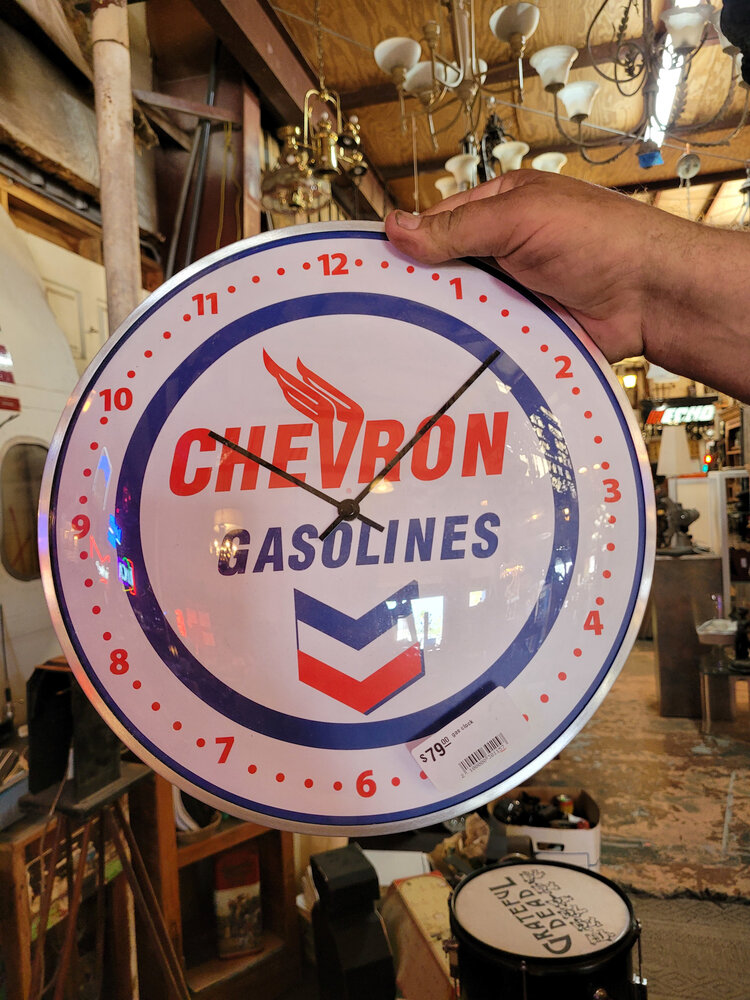 12
1
2
3
4
6
7
8
9
10
11
CHEVRON
GASOLINES
$79.00 gas clock
ECHO
GRATEFUL
DEAD